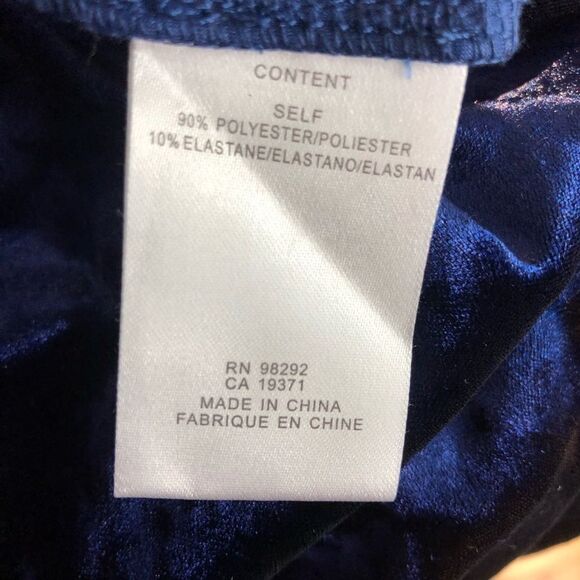 CONTENT
SELF
90% POLYESTER/POLIESTER
10% ELASTANE/ELASTANO/ELASTAN
RN 98292
CA 19371
MADE IN CHINA
FABRIQUE EN CHINE